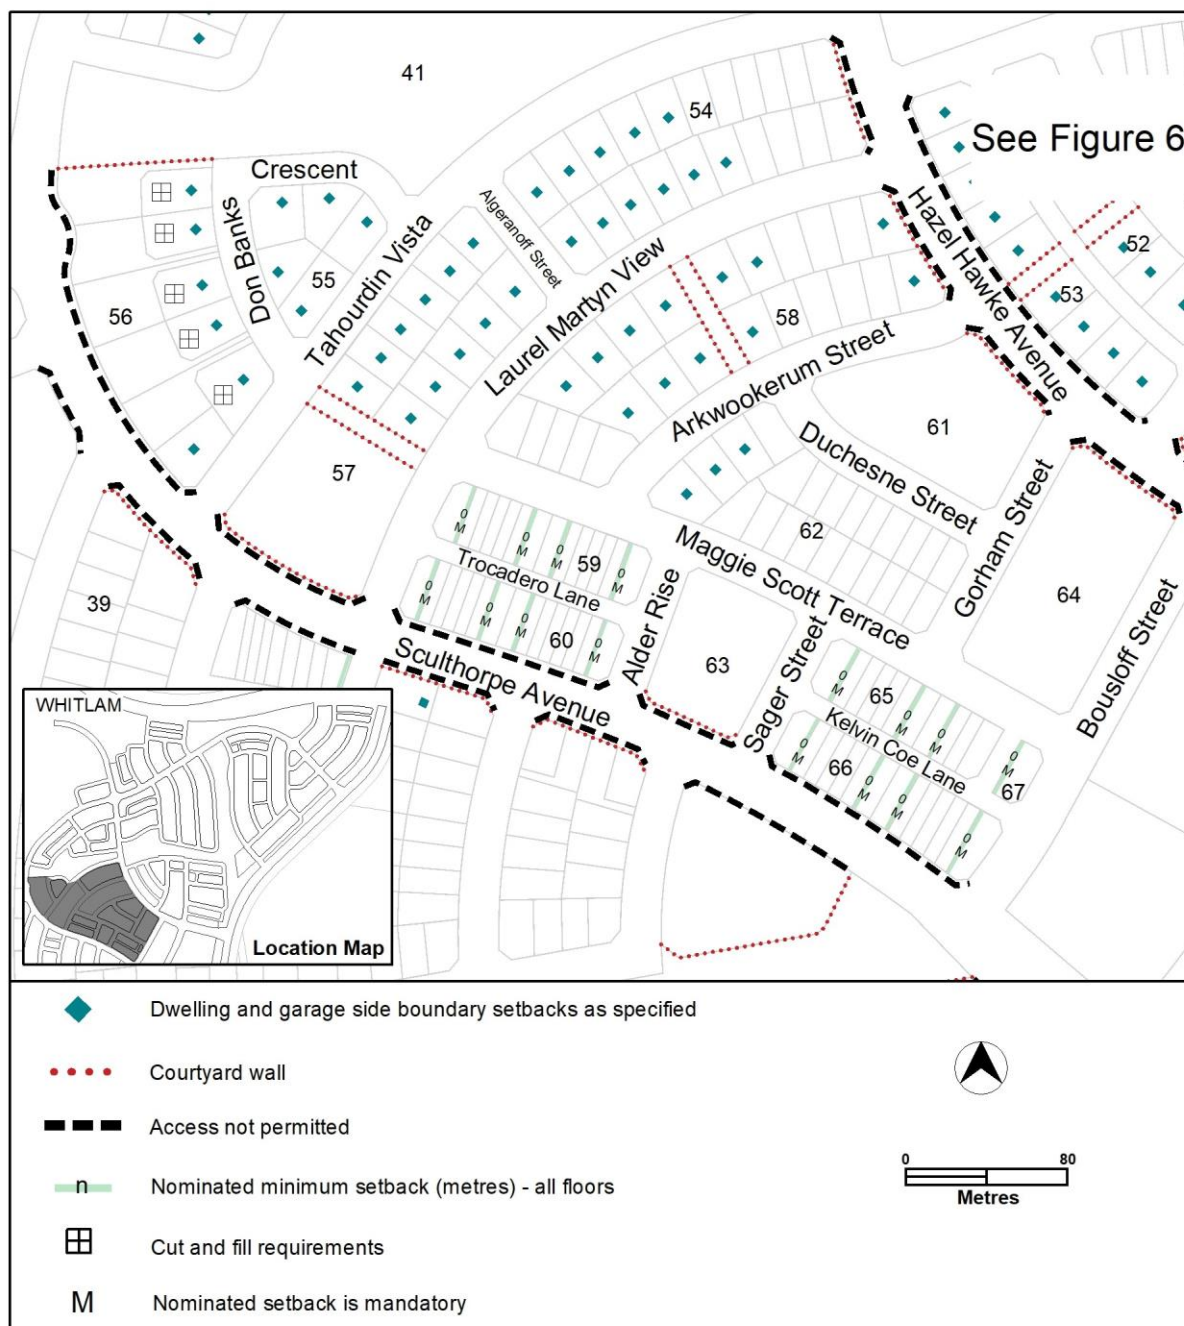 41
54
See Figure 6
Crescent
Algeranoff Street
Don Banks
Tahourdin Vista
55
Hazel Hawke Avenue
52
53
56
Laurel Martyn View
58
Arkwookerum Street
61
57
Duchesne Street
62
Gorham Street
0
M
0
M
0
M
59
0
M
Trocadero Lane
Maggie Scott Terrace
39
0
M
0
M
0
M
60
0
M
Alder Rise
64
Sculthorpe Avenue
63
Sager Street
Bousloff Street
0
M
65
0
M
0
M
0
M
67
Kelvin Coe Lane
0
M
66
0
M
0
M
0
M
WHITLAM
Location Map
Dwelling and garage side boundary setbacks as specified
Courtyard wall
Access not permitted
n Nominated minimum setback (metres) - all floors
Cut and fill requirements
M Nominated setback is mandatory
0 80
Metres